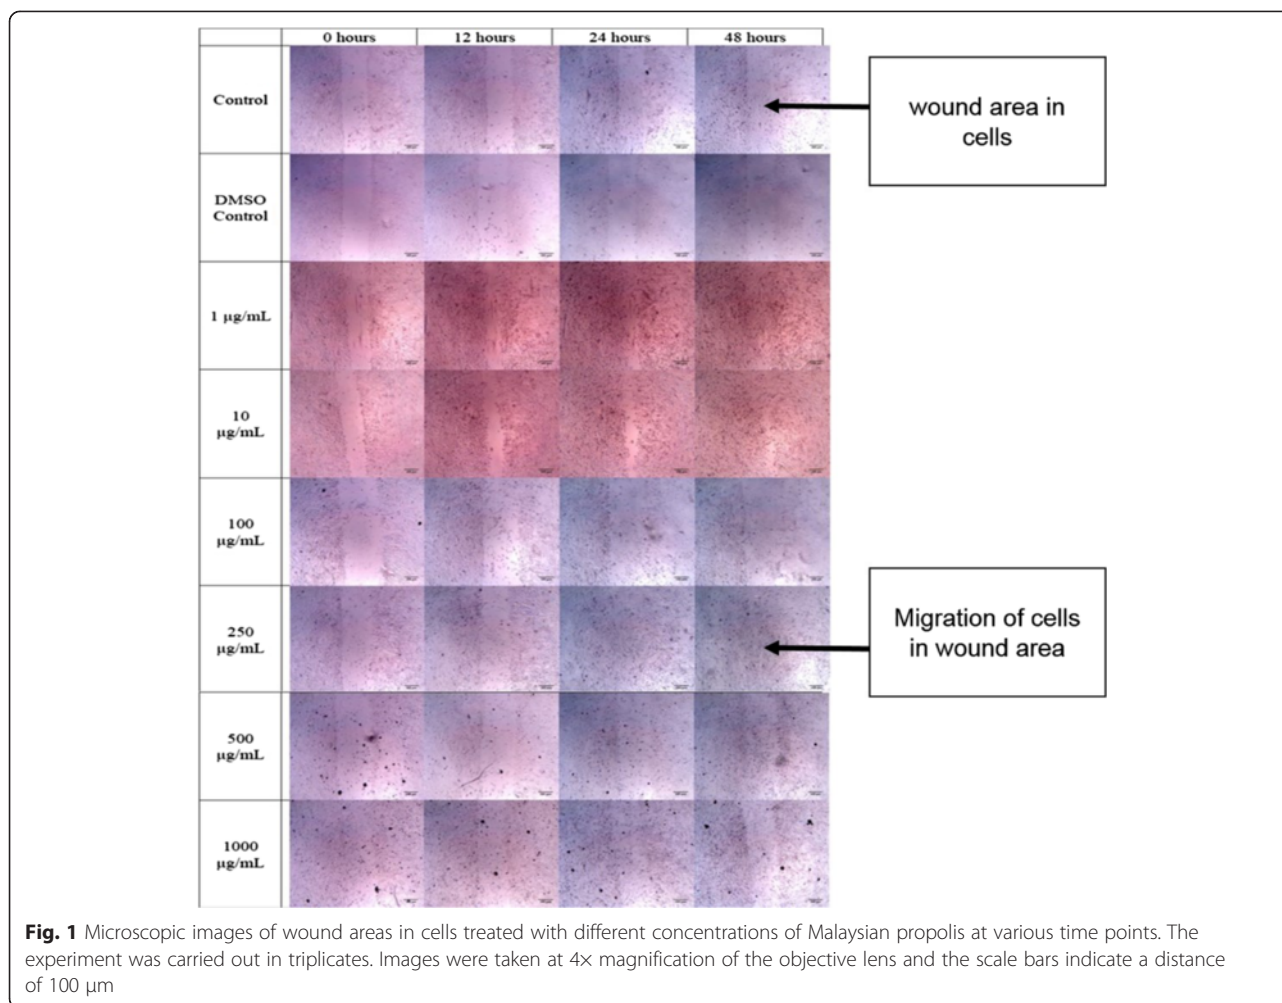 0 hours 12 hours 24 hours 48 hours
Control
wound area in
cells
DMSO
Control
1 µg/mL
10
µg/mL
100
µg/mL
250
µg/mL
Migration of cells
in wound area
500
µg/mL
1000
µg/mL
Fig. 1 Microscopic images of wound areas in cells treated with different concentrations of Malaysian propolis at various time points. The
experiment was carried out in triplicates. Images were taken at 4× magnification of the objective lens and the scale bars indicate a distance
of 100 µm